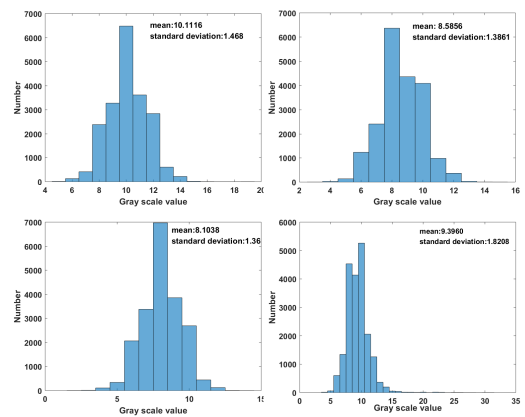 7000
6000
5000
4000
3000
2000
1000
0
Number
mean:10.1116
standard deviation:1.468
4 6 8 10 12 14 16 18 20
Gray scale value
7000
6000
5000
4000
3000
2000
1000
0
Number
mean: 8.5856
standard deviation:1.3861
2 4 6 8 10 12 14 16
Gray scale value
7000
6000
5000
4000
3000
2000
1000
0
Number
mean:8.1038
standard deviation:1.36
0 5 10 15
Gray scale value
6000
5000
4000
3000
2000
1000
0
Number
mean:9.3960
standard deviation:1.8208
0 5 10 15 20 25 30 35
Gray scale value